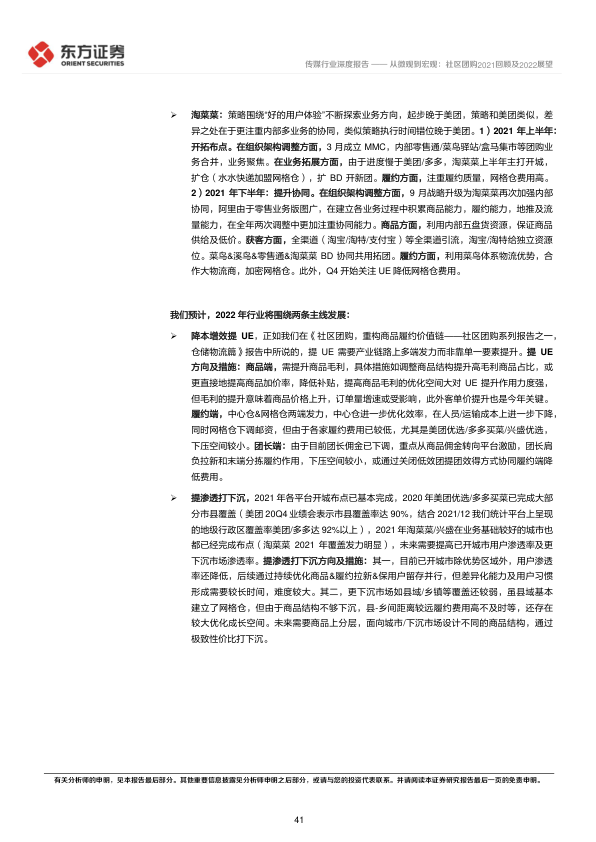 东方证券
ORIENT SECURITIES
传媒行业深度报告 —— 从微观到宏观：社区团购2021回顾及2022展望
➢ 淘菜菜：策略围绕“好的用户体验”不断探索业务方向，起步晚于美团，策略和美团类似，差
异之处在于更注重内部多业务的协同，类似策略执行时间错位晚于美团。1）2021 年上半年：
开拓布点。在组织架构调整方面，3 月成立 MMC，内部零售通/菜鸟驿站/盒马集市等团购业
务合并，业务聚焦。在业务拓展方面，由于进度慢于美团/多多，淘菜菜上半年主打开城，
扩仓（水水快递加盟网格仓），扩 BD 开新团。履约方面，注重履约质量，网格仓费用高。
2）2021 年下半年：提升协同。在组织架构调整方面，9 月战略升级为淘菜菜再次加强内部
协同，阿里由于零售业务版图广，在建立各业务过程中积累商品能力，履约能力，地推及流
量能力，在全年两次调整中更加注重协同能力。商品方面，利用内部五盘货资源，保证商品
供给及低价。获客方面，全渠道（淘宝/淘特/支付宝）等全渠道引流，淘宝/淘特给独立资源
位。菜鸟&溪鸟&零售通&淘菜菜 BD 协同共用拓团。履约方面，利用菜鸟体系物流优势，合
作大物流商，加密网格仓。此外，Q4 开始关注 UE 降低网格仓费用。
我们预计，2022 年行业将围绕两条主线发展：
➢ 降本增效提 UE，正如我们在《社区团购，重构商品履约价值链——社区团购系列报告之一，
仓储物流篇》报告中所说的，提 UE 需要产业链路上多端发力而非靠单一要素提升。提 UE
方向及措施：商品端，需提升商品毛利，具体措施如调整商品结构提升高毛利商品占比，或
更直接地提高商品加价率，降低补贴，提高商品毛利的优化空间大对 UE 提升作用力度强，
但毛利的提升意味着商品价格上升，订单量增速或受影响，此外客单价提升也是今年关键。
履约端，中心仓&网格仓两端发力，中心仓进一步优化效率，在人员/运输成本上进一步下降，
同时网格仓下调邮资，但由于各家履约费用已较低，尤其是美团优选/多多买菜/兴盛优选，
下压空间较小。团长端：由于目前团长佣金已下调，重点从商品佣金转向平台激励，团长肩
负拉新和末端分拣履约作用，下压空间较小，或通过关闭低效团提团效得方式协同履约端降
低费用。
➢ 提渗透打下沉，2021 年各平台开城布点已基本完成，2020 年美团优选/多多买菜已完成大部
分市县覆盖（美团 20Q4 业绩会表示市县覆盖率达 90%，结合 2021/12 我们统计平台上呈现
的地级行政区覆盖率美团/多多达 92%以上），2021 年淘菜菜/兴盛在业务基础较好的城市也
都已经完成布点（淘菜菜 2021 年覆盖发力明显），未来需要提高已开城市用户渗透率及更
下沉市场渗透率。提渗透打下沉方向及措施：其一，目前已开城市除优势区域外，用户渗透
率还降低，后续通过持续优化商品&履约拉新&保用户留存并行，但差异化能力及用户习惯
形成需要较长时间，难度较大。其二，更下沉市场如县域/乡镇等覆盖还较弱，虽县域基本
建立了网格仓，但由于商品结构不够下沉，县-乡间距离较远履约费用高不及时等，还存在
较大优化成长空间。未来需要商品上分层，面向城市/下沉市场设计不同的商品结构，通过
极致性价比打下沉。
有关分析师的申明，见本报告最后部分。其他重要信息披露见分析师申明之后部分，或请与您的投资代表联系。并请阅读本证券研究报告最后一页的免责申明。
41